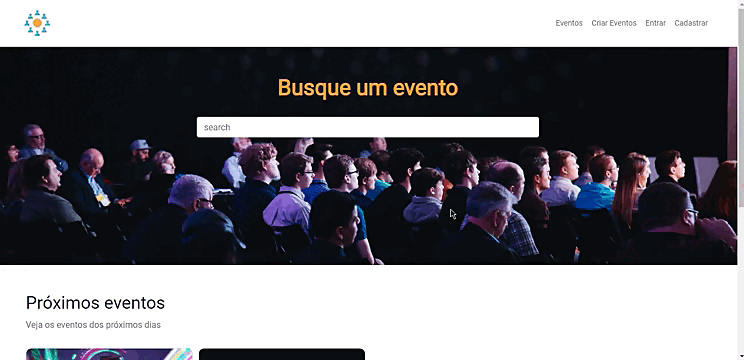 Eventos Criar Eventos Entrar Cadastrar
Busque um evento
search
Próximos eventos
Veja os eventos dos próximos dias